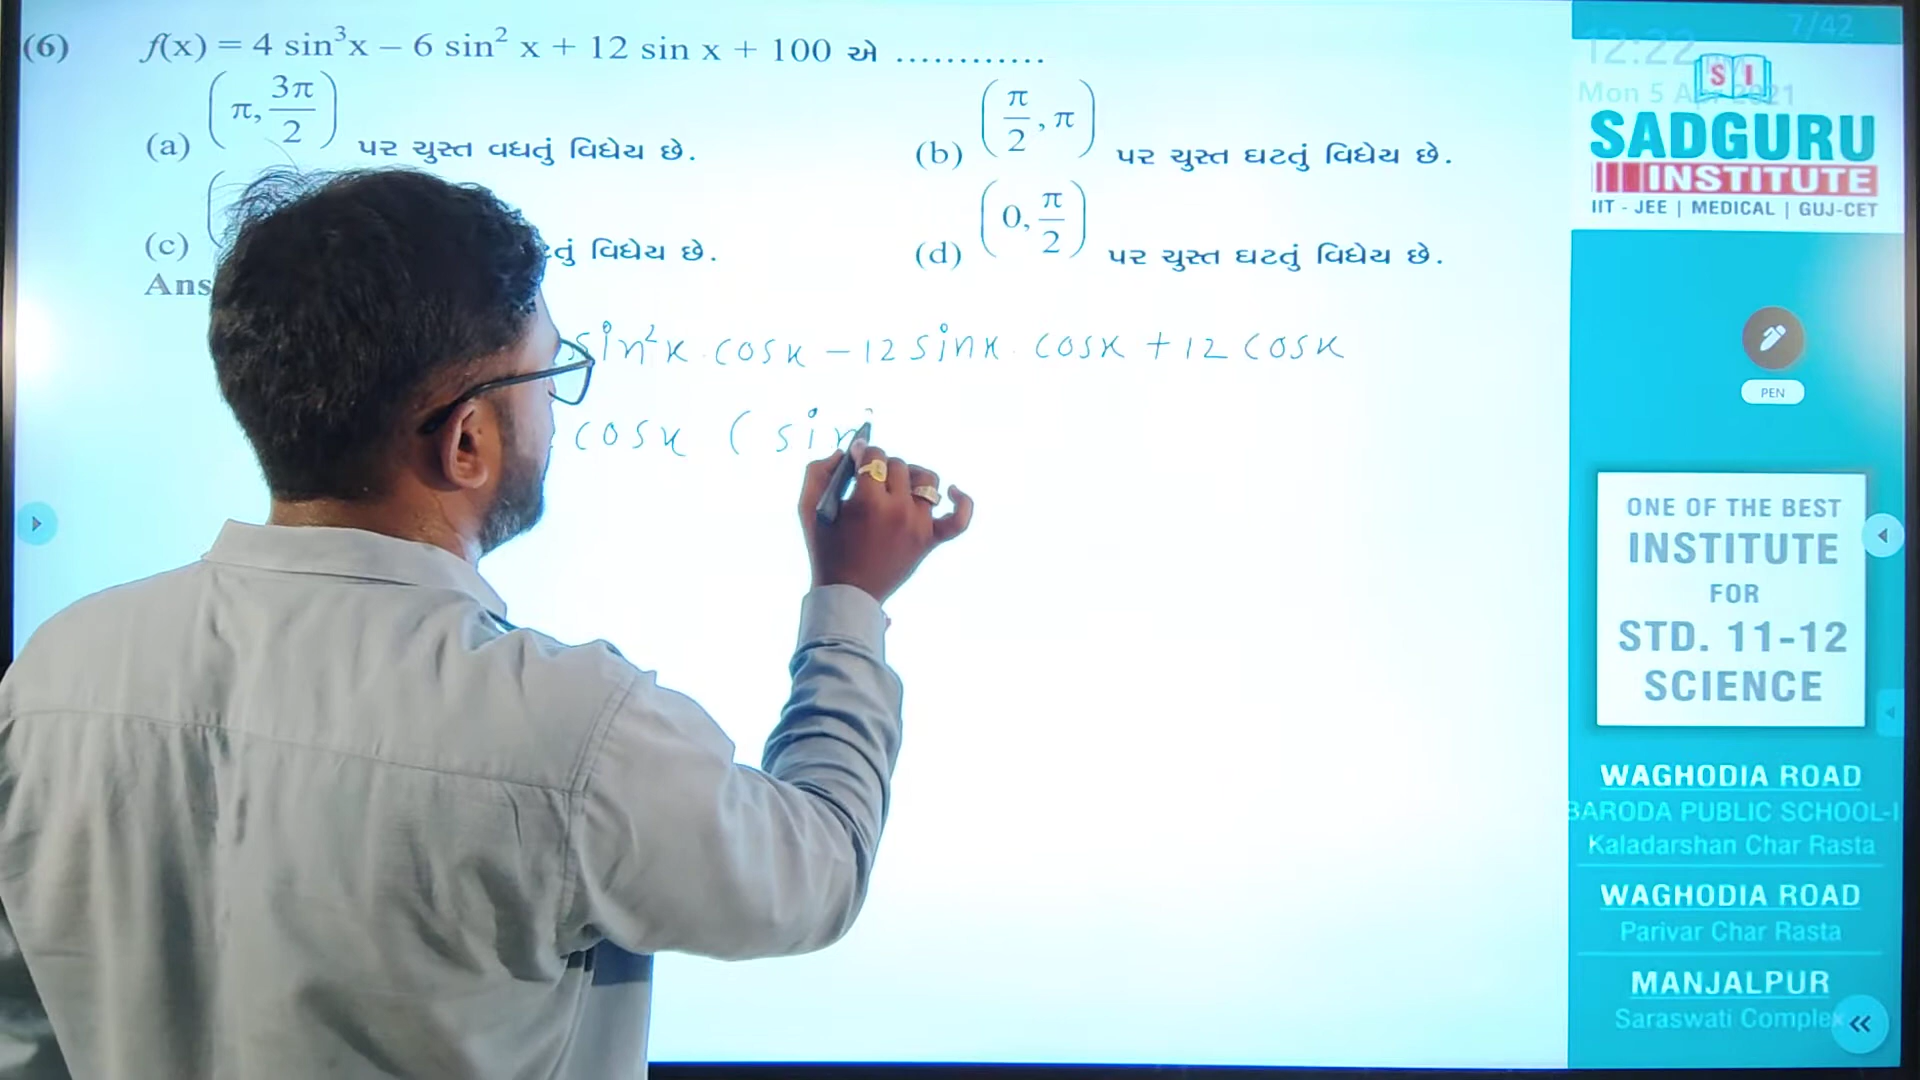 (6) f(x) = 4 sin³x – 6 sin² x + 12 sin x + 100 એ ............
(a) (π, 3π/2) પર ચુસ્ત વધતું વિધેય છે.
(b) (π/2, π) પર ચુસ્ત ઘટતું વિધેય છે.
(c) વિધેય છે.
(d) (0, π/2) પર ચુસ્ત ઘટતું વિધેય છે.
Ans
sin²x . cosx – 12 sinx . cosx + 12 cosx
cosx ( sin
7/42
12:22
Mon 5 Apr 2021
SI
SADGURU
INSTITUTE
IIT - JEE | MEDICAL | GUJ-CET
PEN
ONE OF THE BEST
INSTITUTE
FOR
STD. 11-12
SCIENCE
WAGHODIA ROAD
BARODA PUBLIC SCHOOL-I
Kaladarshan Char Rasta
WAGHODIA ROAD
Parivar Char Rasta
MANJALPUR
Saraswati Complex